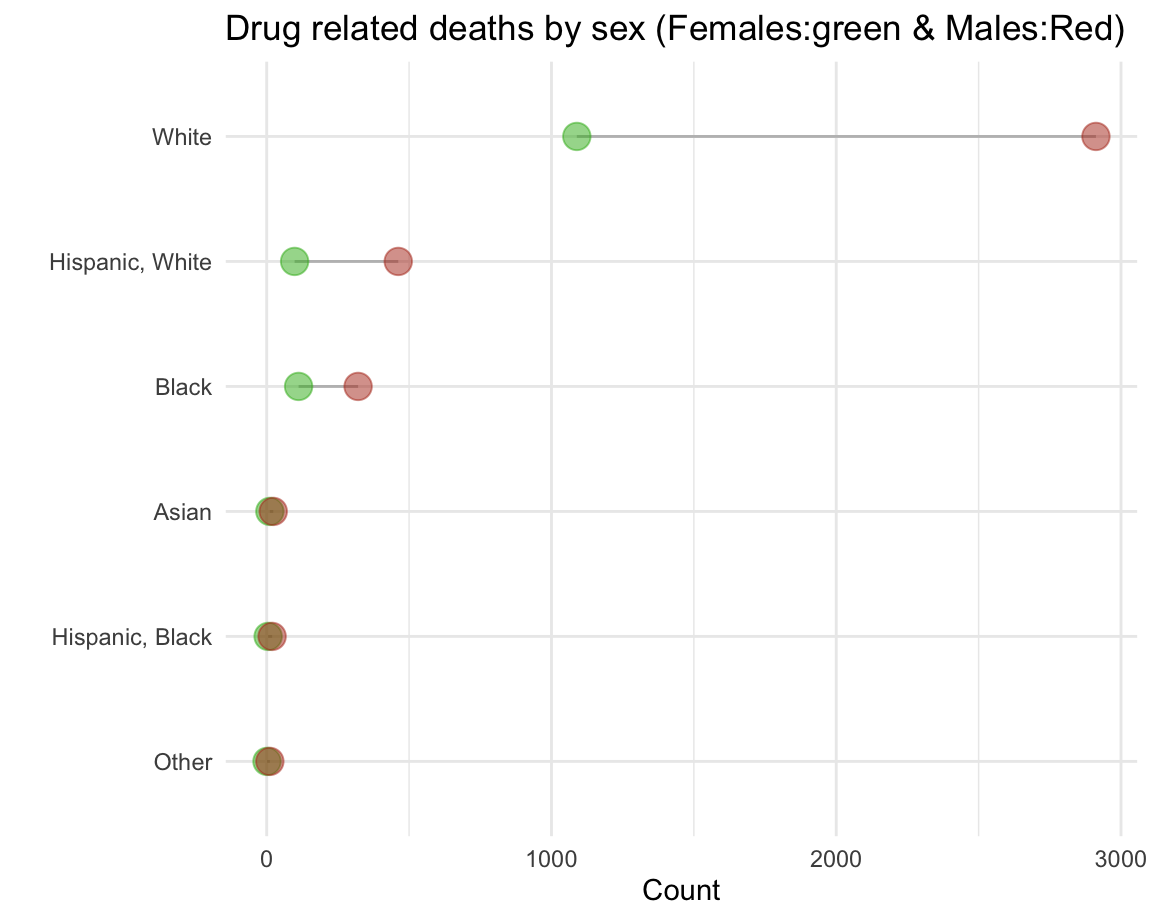 Drug related deaths by sex (Females:green & Males:Red)
White
Hispanic, White
Black
Asian
Hispanic, Black
Other
0 1000 2000 3000
Count